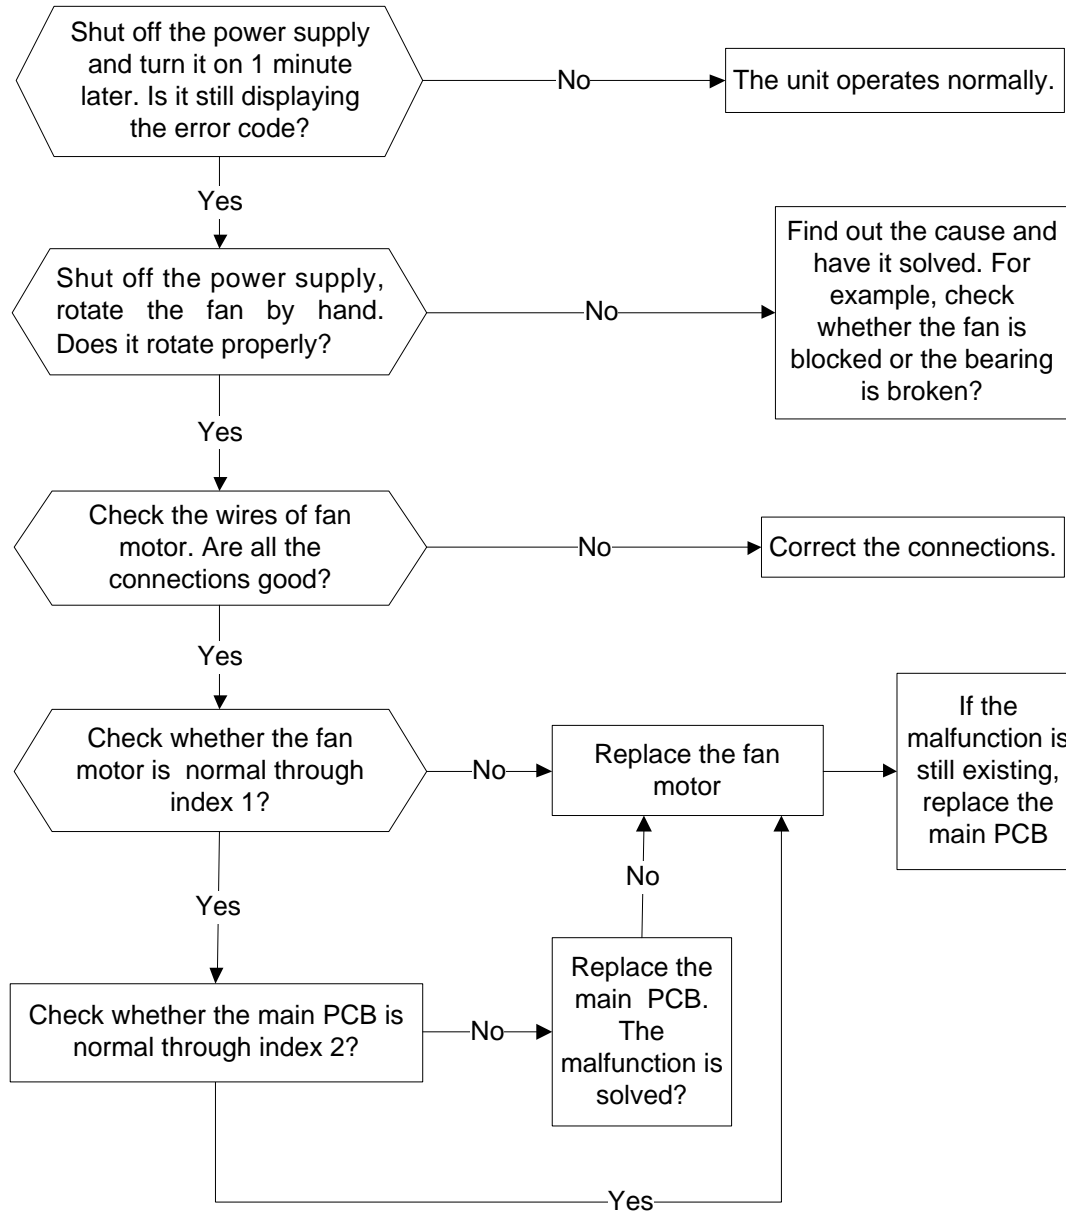 Shut off the power supply
and turn it on 1 minute
later. Is it still displaying
the error code?
No
The unit operates normally.
Yes
Shut off the power supply,
rotate the fan by hand.
Does it rotate properly?
No
Find out the cause and
have it solved. For
example, check
whether the fan is
blocked or the bearing
is broken?
Yes
Check the wires of fan
motor. Are all the
connections good?
No
Correct the connections.
Yes
Check whether the fan
motor is normal through
index 1?
No
Replace the fan
motor
If the
malfunction is
still existing,
replace the
main PCB
Yes
No
Check whether the main PCB is
normal through index 2?
No
Replace the
main PCB.
The
malfunction is
solved?
Yes